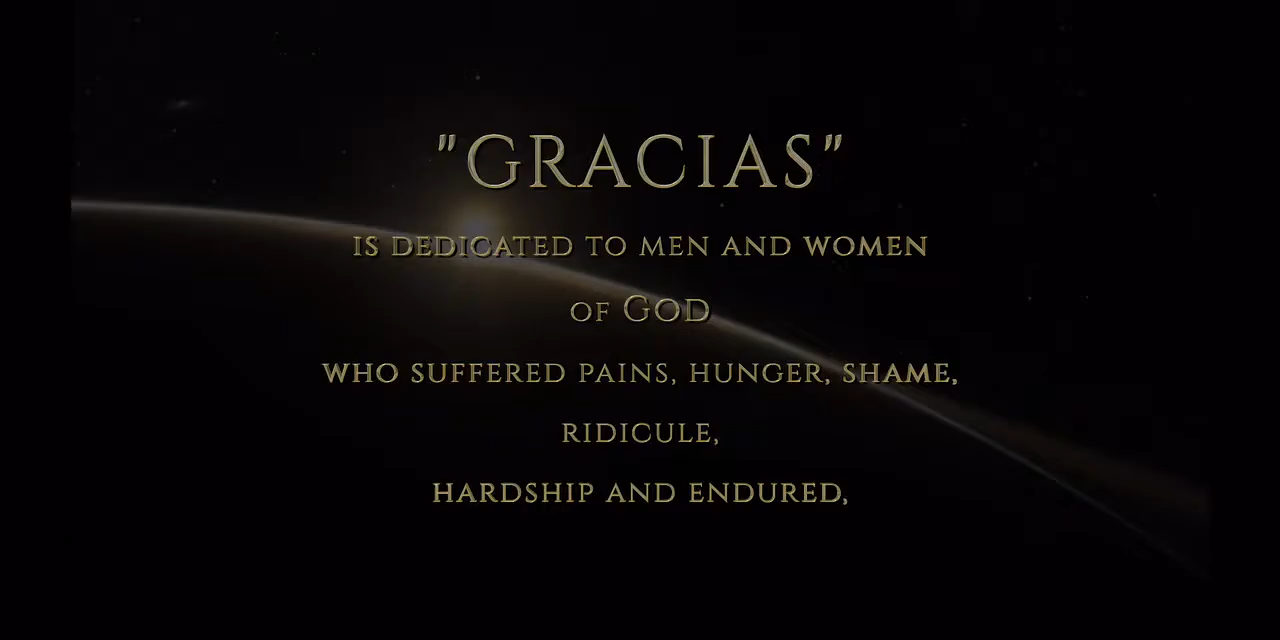 "GRACIAS"
IS DEDICATED TO MEN AND WOMEN
OF GOD
WHO SUFFERED PAINS, HUNGER, SHAME,
RIDICULE,
HARDSHIP AND ENDURED,